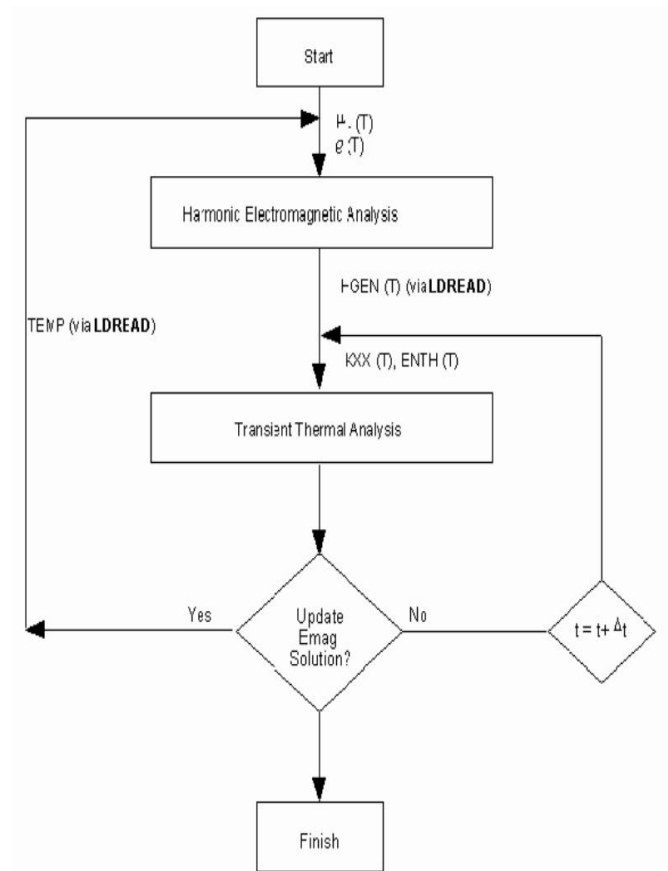 Start
μ. (T)
ρ (T)
Harmonic Electromagnetic Analysis
HGEN (T) (via LDREAD)
TEMP (via LDREAD)
KXX (T), ENTH (T)
Transient Thermal Analysis
Yes
Update
Emag
Solution?
No
t = t+ Δt
Finish